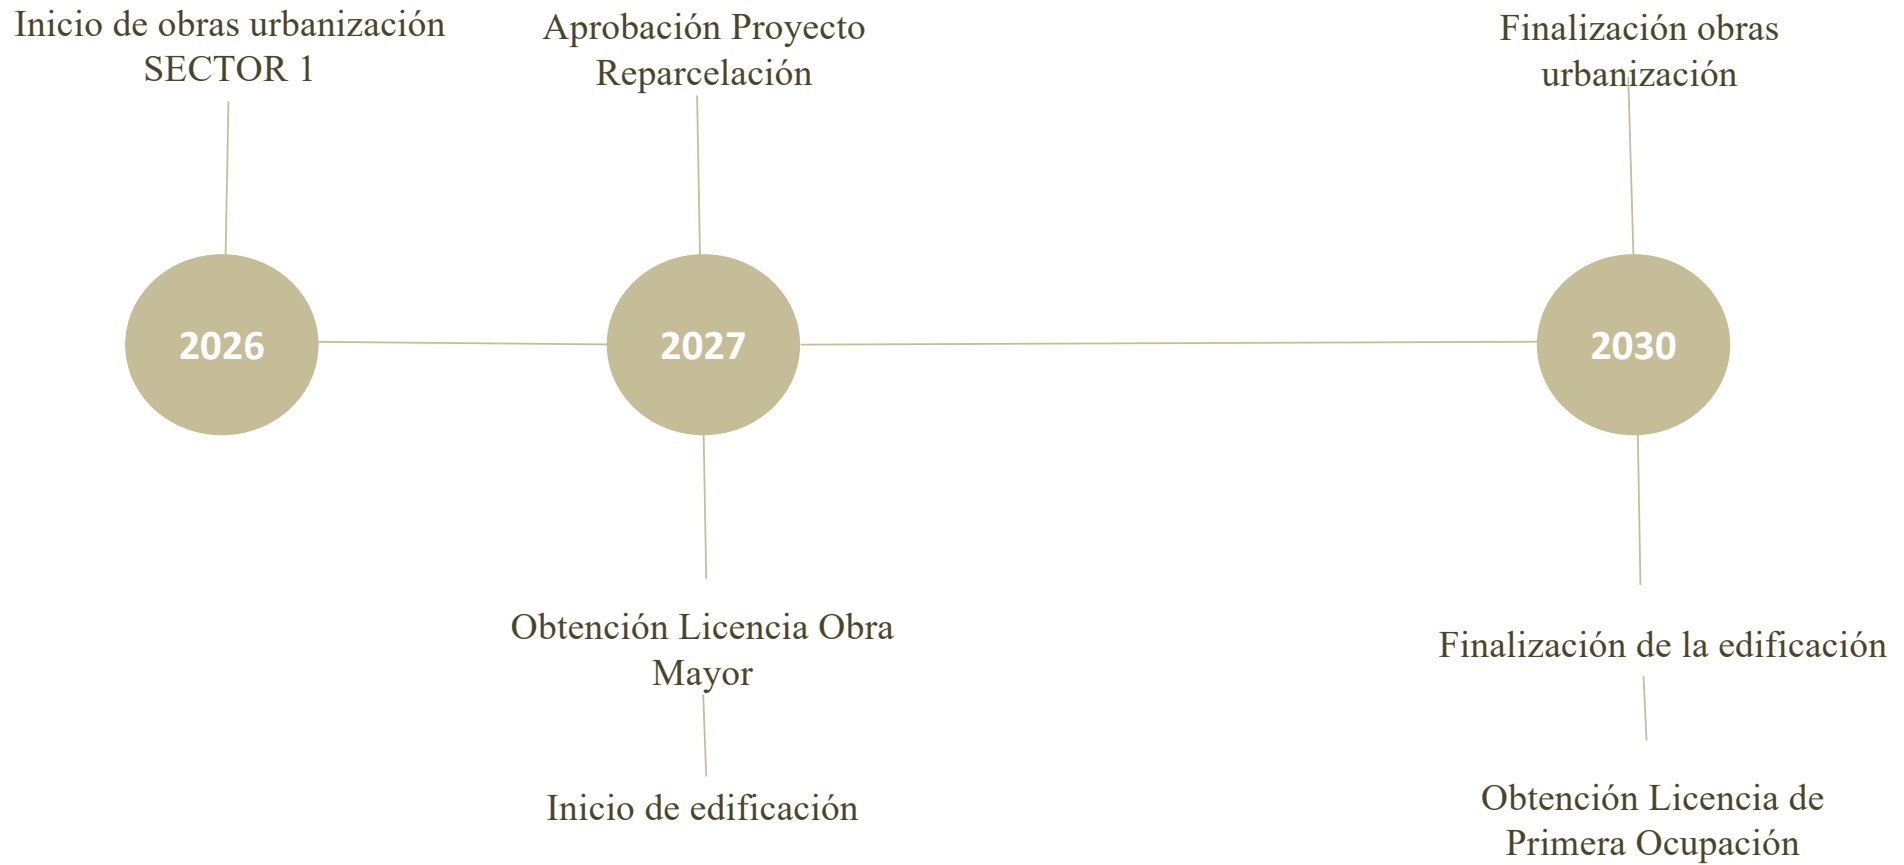 Inicio de obras urbanización
SECTOR 1
Aprobación Proyecto
Reparcelación
Finalización obras
urbanización
2026
2027
2030
Obtención Licencia Obra
Mayor
Inicio de edificación
Finalización de la edificación
Obtención Licencia de
Primera Ocupación